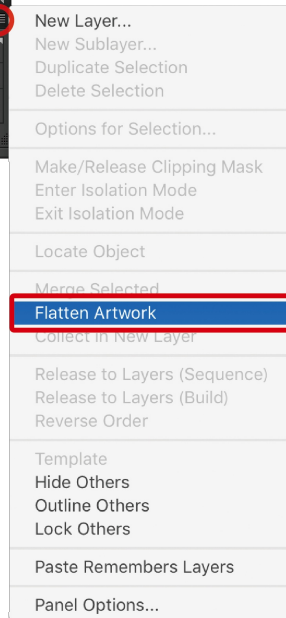 New Layer...
New Sublayer...
Duplicate Selection
Delete Selection
Options for Selection...
Make/Release Clipping Mask
Enter Isolation Mode
Exit Isolation Mode
Locate Object
Merge Selected
Flatten Artwork
Collect in New Layer
Release to Layers (Sequence)
Release to Layers (Build)
Reverse Order
Template
Hide Others
Outline Others
Lock Others
Paste Remembers Layers
Panel Options...